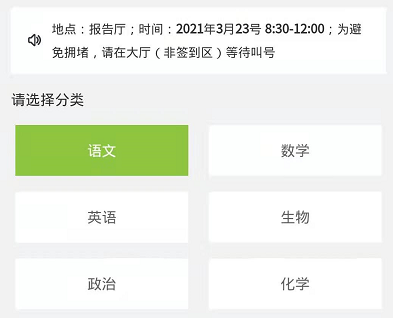 地点：报告厅；时间：2021年3月23号 8:30-12:00；为避
免拥堵，请在大厅（非签到区）等待叫号
请选择分类
语文
数学
英语
生物
政治
化学